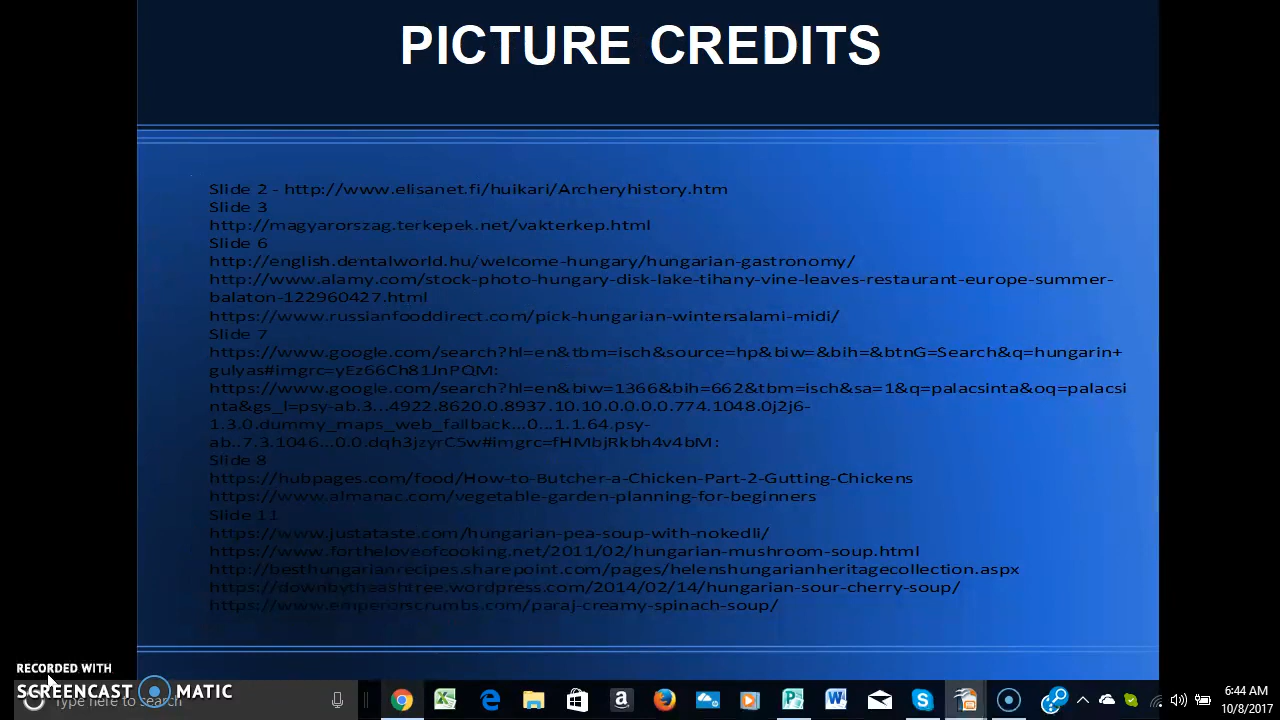 PICTURE CREDITS
Slide 2 - http://www.elisanet.fi/huikari/Archeryhistory.htm
Slide 3
http://magyarorszag.terkepek.net/vakterkep.html
Slide 6
http://english.dentalworld.hu/welcome-hungary/hungarian-gastronomy/
http://www.alamy.com/stock-photo-hungary-disk-lake-tihany-vine-leaves-restaurant-europe-summer-
balaton-122960427.html
https://www.russianfooddirect.com/pick-hungarian-wintersalami-midi/
Slide 7
https://www.google.com/search?hl=en&tbm=isch&source=hp&biw=&bih=&btnG=Search&q=hungarin+
gulyas#imgrc=yEz66Ch81JnPQM:
https://www.google.com/search?hl=en&biw=1366&bih=662&tbm=isch&sa=1&q=palacsinta&oq=palacsi
nta&gs_l=psy-ab.3...4922.8620.0.8937.10.10.0.0.0.0.774.1048.0j2j6-
1.3.0.dummy_maps_web_fallback...0...1.1.64.psy-
ab..7.3.1046...0.0.dqh3jzyrC5w#imgrc=fHMbjRkbh4v4bM:
Slide 8
https://hubpages.com/food/How-to-Butcher-a-Chicken-Part-2-Gutting-Chickens
https://www.almanac.com/vegetable-garden-planning-for-beginners
Slide 11
https://www.justataste.com/hungarian-pea-soup-with-nokedli/
https://www.fortheloveofcooking.net/2011/02/hungarian-mushroom-soup.html
http://besthungarianrecipes.sharepoint.com/pages/helenshungarianheritagecollection.aspx
https://downbytheashtree.wordpress.com/2014/02/14/hungarian-sour-cherry-soup/
https://www.emperorscrumbs.com/paraj-creamy-spinach-soup/
RECORDED WITH
SCREENCAST MATIC
Type here to search
6:44 AM
10/8/2017